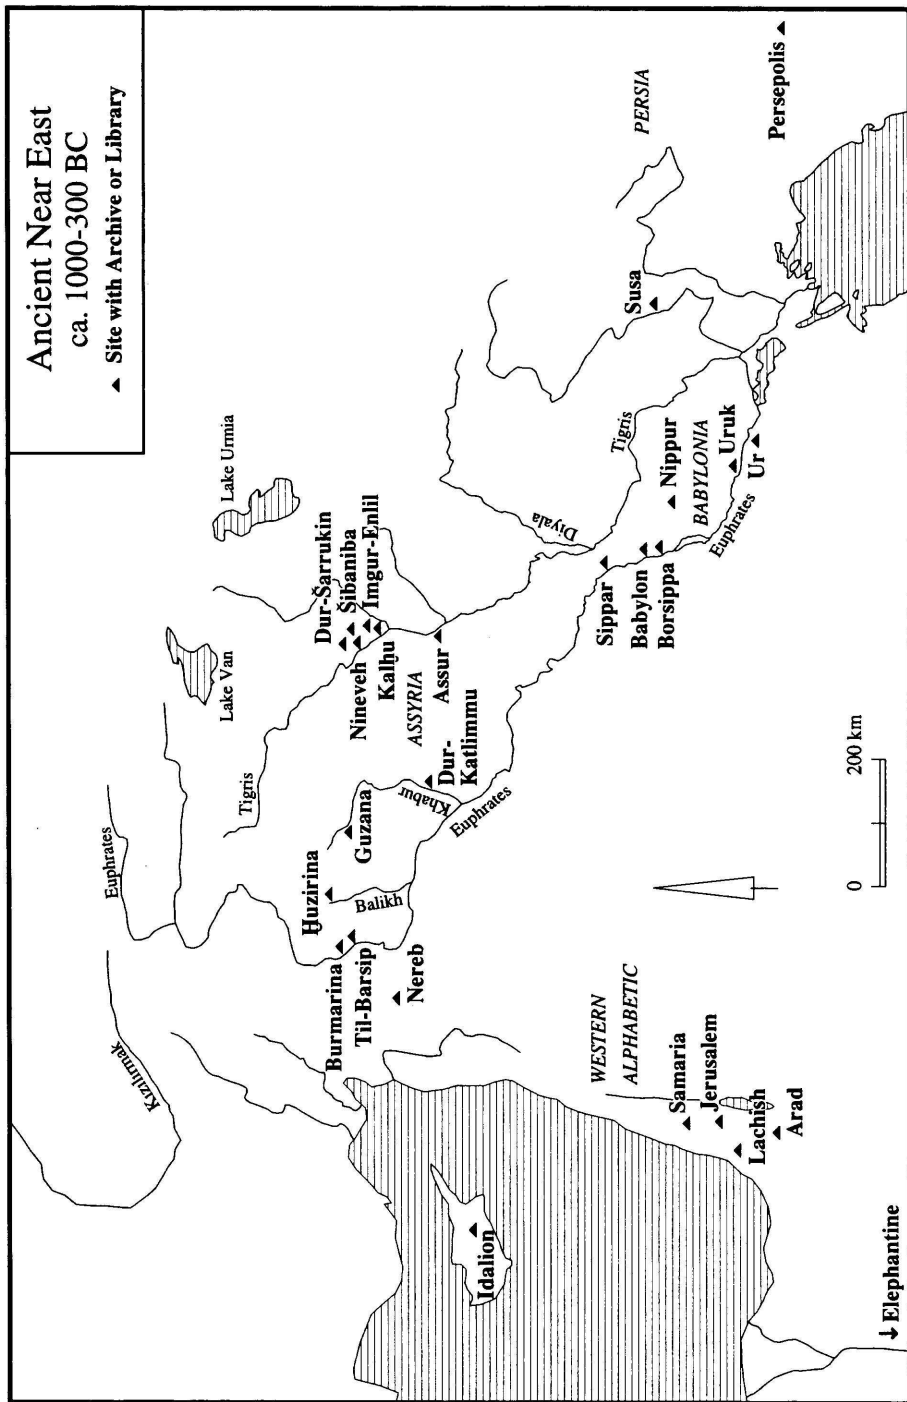 Ancient Near East
ca. 1000-300 BC
▲ Site with Archive or Library
Kızılırmak
Euphrates
Lake Van
Lake Urmia
Tigris
Ḫuzirina
Burmarina
Til-Barsip
Nereb
Balikh
Guzana
Khabur
Dur-
Katlimmu
Euphrates
Dur-Šarrukin
Šibaniba
Imgur-Enlil
Nineveh
Kalḫu
ASSYRIA
Assur
Diyala
Idalion
WESTERN
ALPHABETIC
Samaria
Jerusalem
Lachish
Arad
Elephantine
Sippar
Babylon
Borsippa
Tigris
Nippur
BABYLONIA
Euphrates
Uruk
Ur
Susa
PERSIA
Persepolis
0
200 km